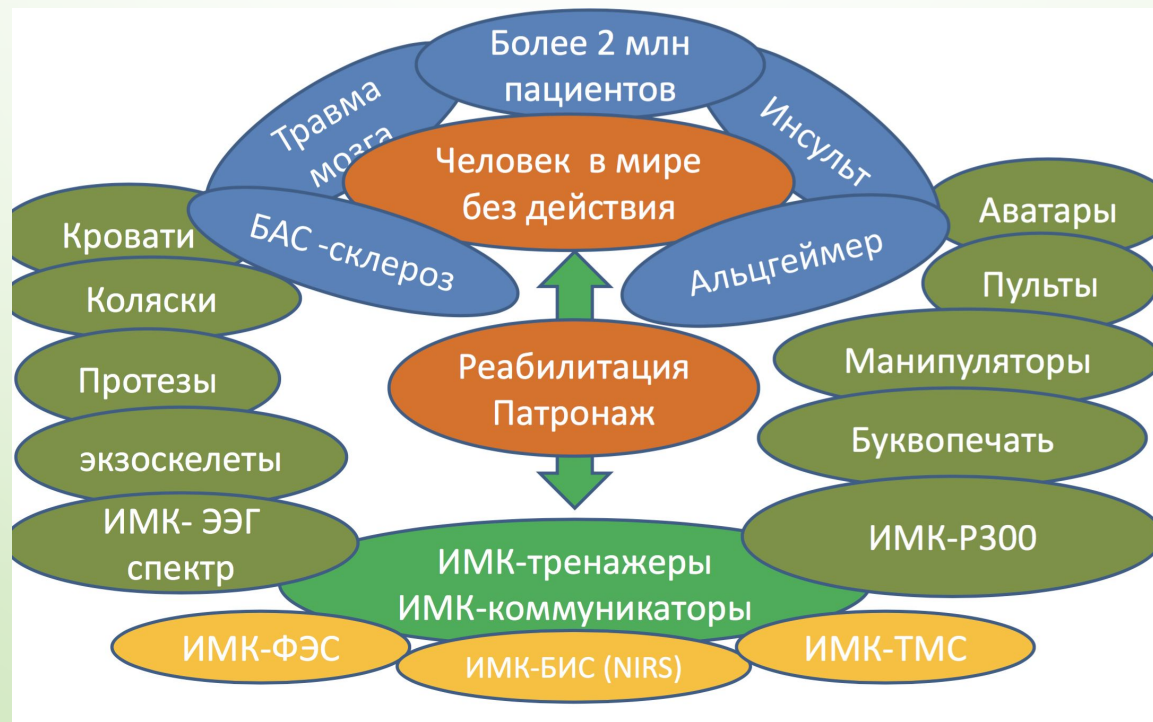 Более 2 млн
пациентов
Травма
мозга
Инсульт
Человек в мире
без действия
БАС -склероз
Альцгеймер
Кровати
Коляски
Протезы
экзоскелеты
ИМК- ЭЭГ
спектр
Реабилитация
Патронаж
Аватары
Пульты
Манипуляторы
Буквопечать
ИМК-Р300
ИМК-тренажеры
ИМК-коммуникаторы
ИМК-ФЭС
ИМК-БИС (NIRS)
ИМК-ТМС